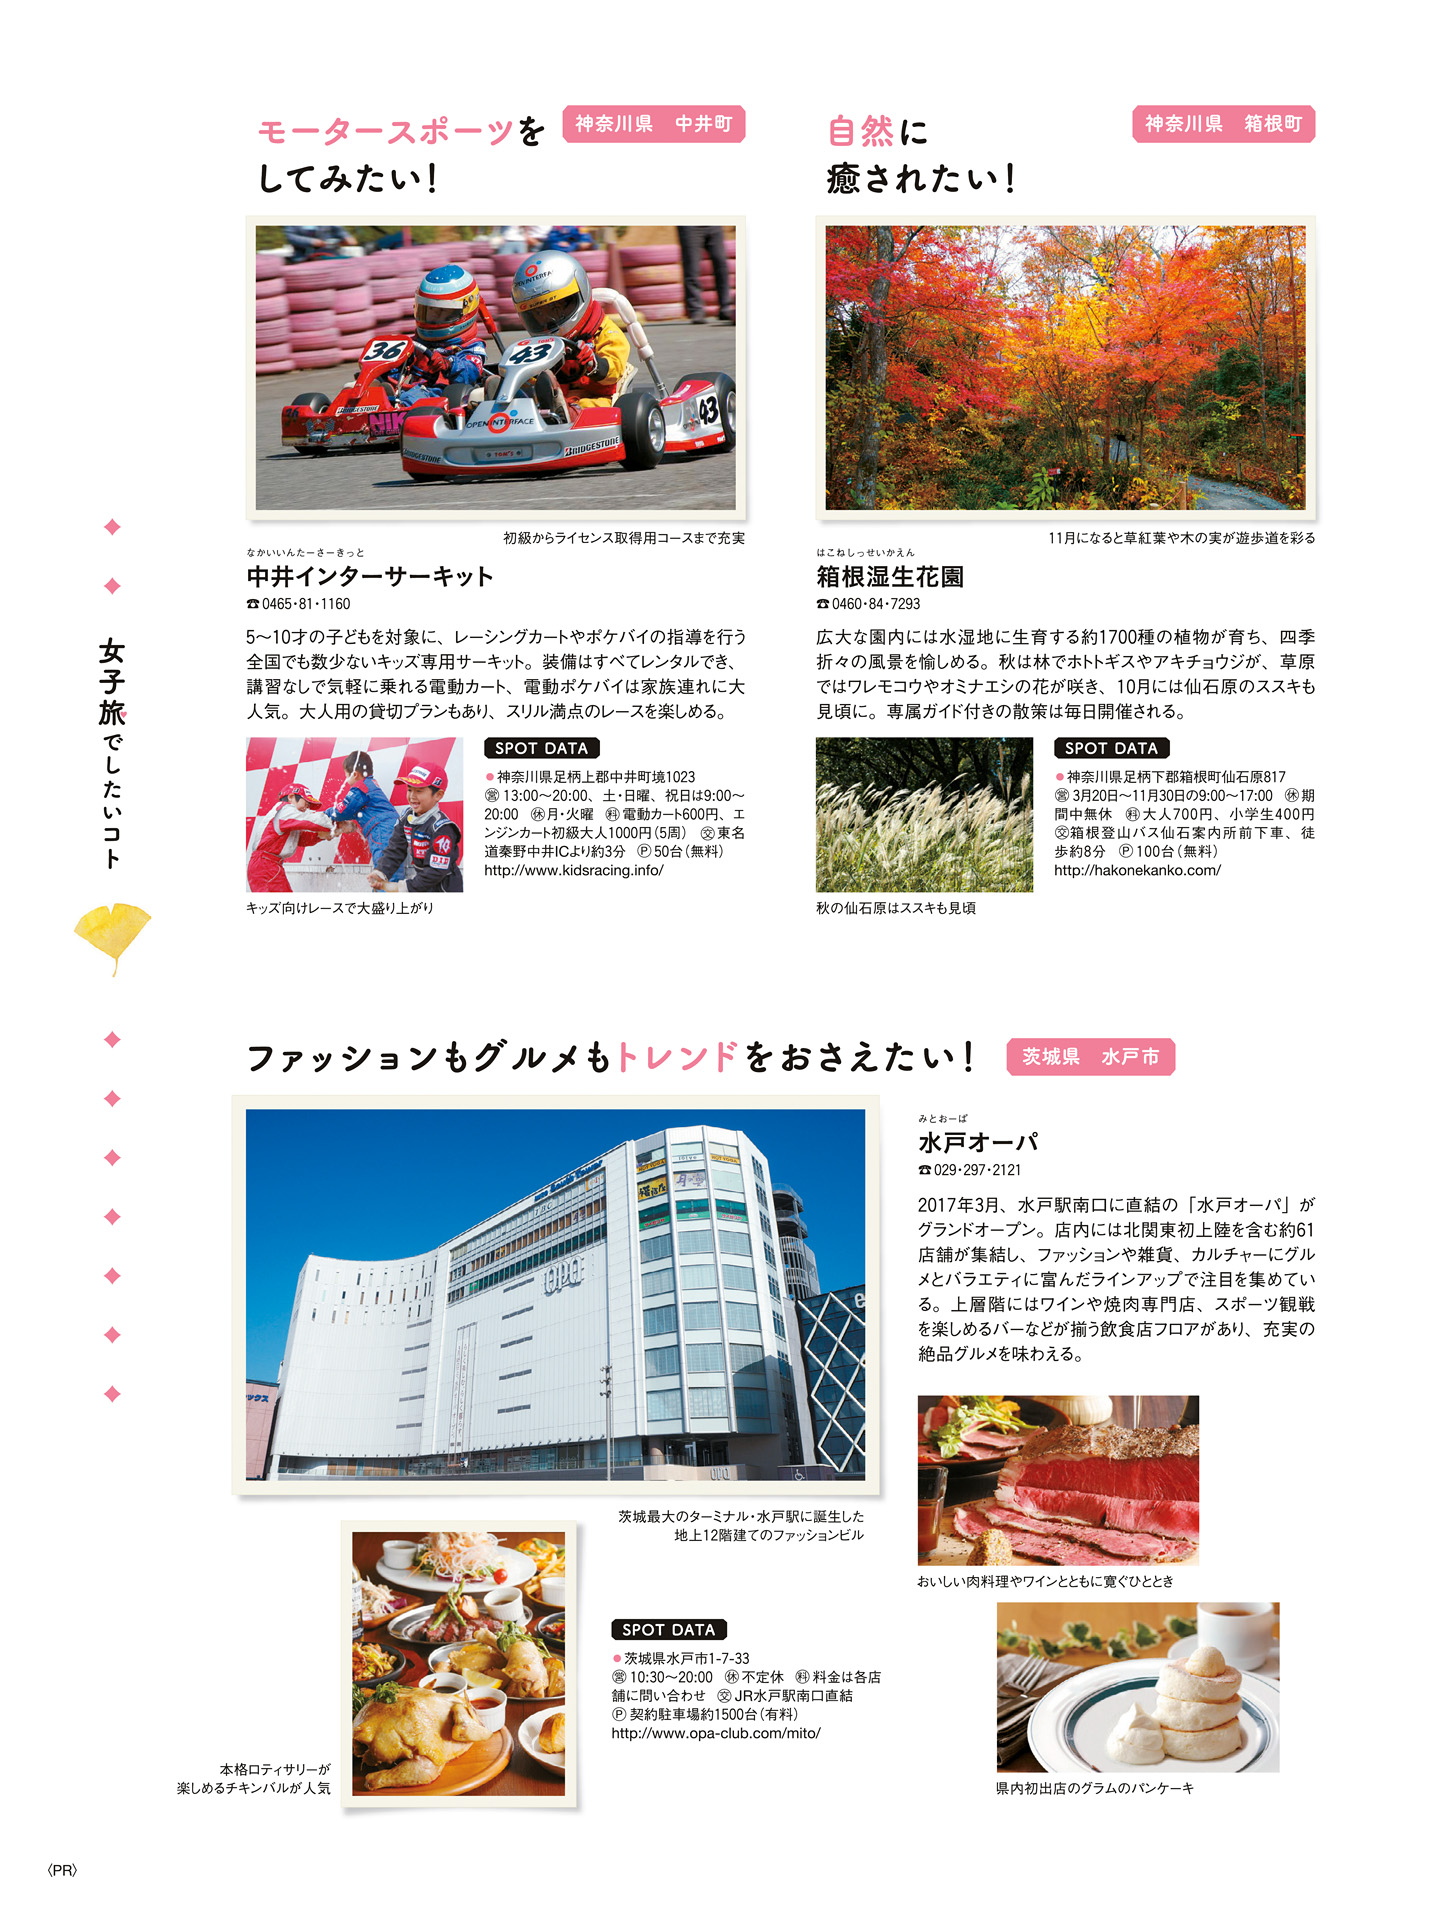 女子旅でしたいコト
モータースポーツを
してみたい！
神奈川県　中井町
36
43
OPEN INTERFACE
BRIDGESTONE
43
初級からライセンス取得用コースまで充実
なかいいんたーさーきっと
中井インターサーキット
☎0465・81・1160
5〜10才の子どもを対象に、レーシングカートやポケバイの指導を行う
全国でも数少ないキッズ専用サーキット。装備はすべてレンタルでき、
講習なしで気軽に乗れる電動カート、電動ポケバイは家族連れに大
人気。大人用の貸切プランもあり、スリル満点のレースを楽しめる。
キッズ向けレースで大盛り上がり
SPOT DATA
●神奈川県足柄上郡中井町境1023
㊂営 13:00〜20:00、土・日曜、祝日は9:00〜
20:00　㊡月・火曜　料電動カート600円、エ
ンジンカート初級大人1000円（5周）　交東名
道秦野中井ICより約3分　Ⓟ50台（無料）
http://www.kidsracing.info/
自然に
癒されたい！
神奈川県　箱根町
11月になると草紅葉や木の実が遊歩道を彩る
はこねしっせいかえん
箱根湿生花園
☎0460・84・7293
広大な園内には水湿地に生育する約1700種の植物が育ち、四季
折々の風景を愉しめる。秋は林でホトトギスやアキチョウジが、草原
ではワレモコウやオミナエシの花が咲き、10月には仙石原のススキも
見頃に。専属ガイド付きの散策は毎日開催される。
秋の仙石原はススキも見頃
SPOT DATA
●神奈川県足柄下郡箱根町仙石原817
営3月20日〜11月30日の9:00〜17:00　㊡期
間中無休　料大人700円、小学生400円
交箱根登山バス仙石案内所前下車、徒
歩約8分　Ⓟ100台（無料）
http://hakonekanko.com/
ファッションもグルメもトレンドをおさえたい！
茨城県　水戸市
opa
茨城最大のターミナル・水戸駅に誕生した
地上12階建てのファッションビル
みとおーぱ
水戸オーパ
☎029・297・2121
2017年3月、水戸駅南口に直結の「水戸オーパ」が
グランドオープン。店内には北関東初上陸を含む約61
店舗が集結し、ファッションや雑貨、カルチャーにグル
メとバラエティに富んだラインアップで注目を集めてい
る。上層階にはワインや焼肉専門店、スポーツ観戦
を楽しめるバーなどが揃う飲食店フロアがあり、充実の
絶品グルメを味わえる。
おいしい肉料理やワインとともに寛ぐひととき
県内初出店のグラムのパンケーキ
本格ロティサリーが
楽しめるチキンバルが人気
SPOT DATA
●茨城県水戸市1-7-33
営10:30〜20:00　㊡不定休　料料金は各店
舗に問い合わせ　交JR水戸駅南口直結
Ⓟ契約駐車場約1500台（有料）
http://www.opa-club.com/mito/
〈PR〉